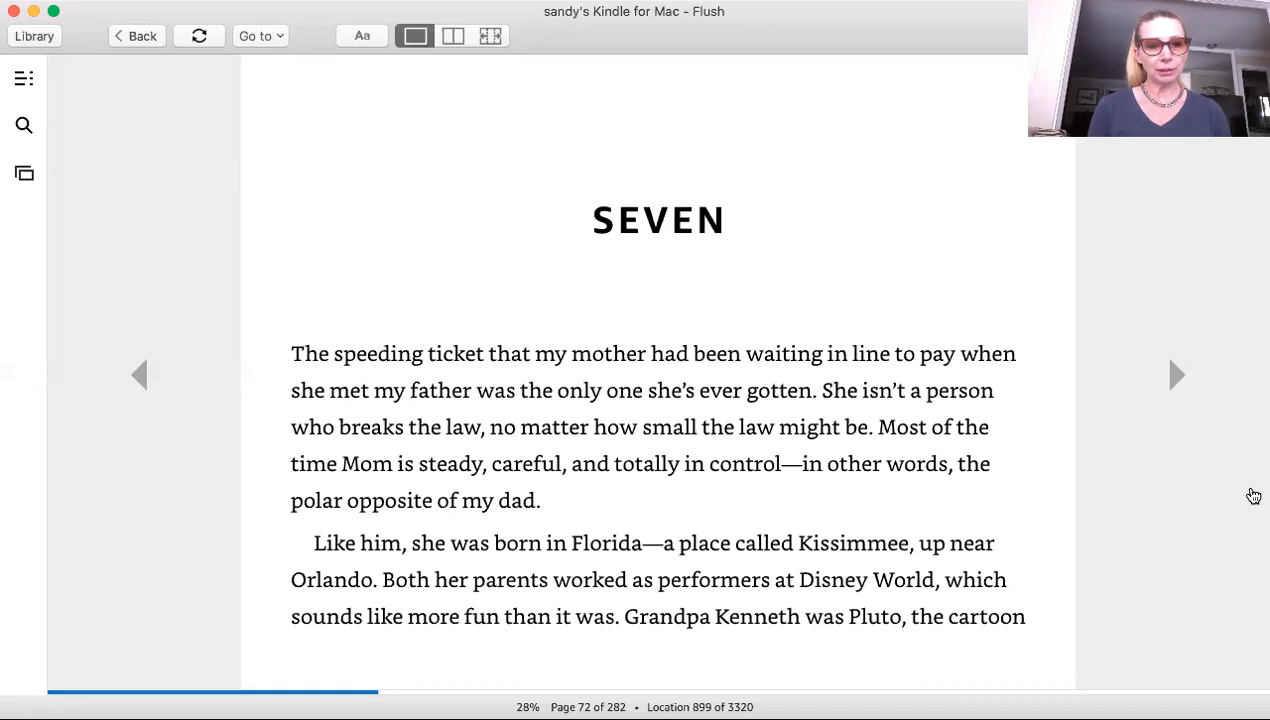 sandy's Kindle for Mac - Flush
Library
Back
Go to
Aa
SEVEN
The speeding ticket that my mother had been waiting in line to pay when
she met my father was the only one she’s ever gotten. She isn’t a person
who breaks the law, no matter how small the law might be. Most of the
time Mom is steady, careful, and totally in control—in other words, the
polar opposite of my dad.
Like him, she was born in Florida—a place called Kissimmee, up near
Orlando. Both her parents worked as performers at Disney World, which
sounds like more fun than it was. Grandpa Kenneth was Pluto, the cartoon
28% Page 72 of 282 • Location 899 of 3320